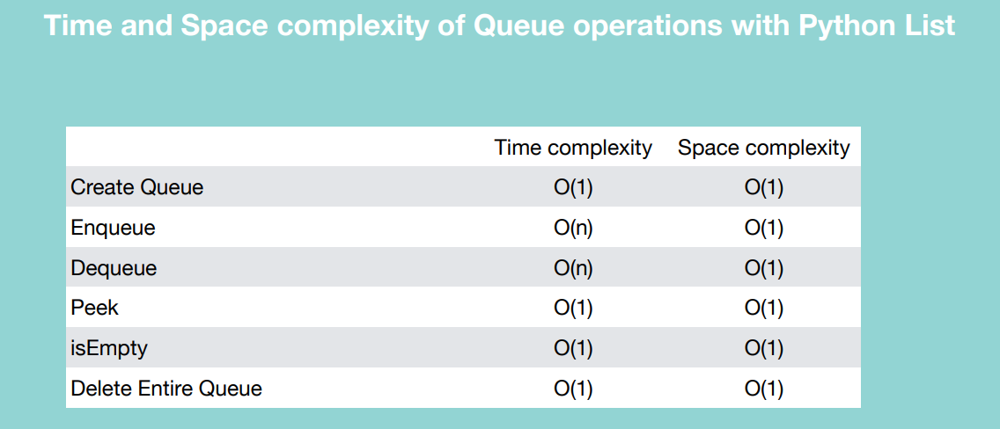 Time and Space complexity of Queue operations with Python List
Time complexity Space complexity
Create Queue O(1) O(1)
Enqueue O(n) O(1)
Dequeue O(n) O(1)
Peek O(1) O(1)
isEmpty O(1) O(1)
Delete Entire Queue O(1) O(1)